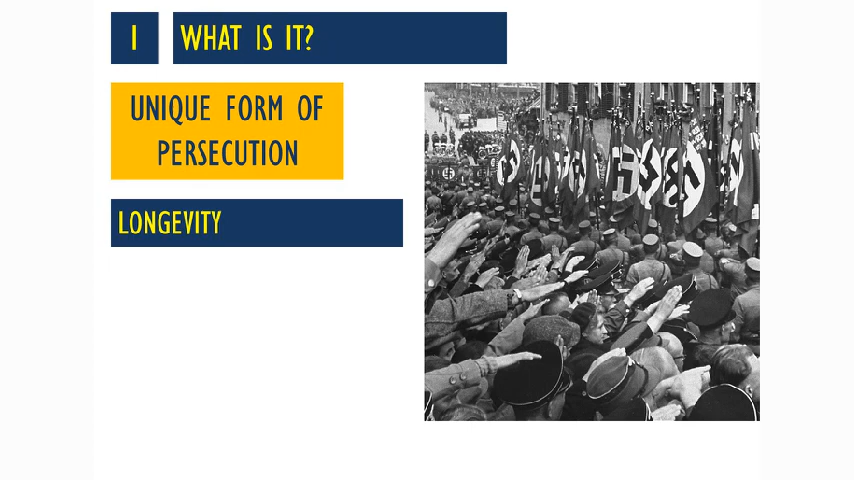 I
WHAT IS IT?
UNIQUE FORM OF
PERSECUTION
LONGEVITY